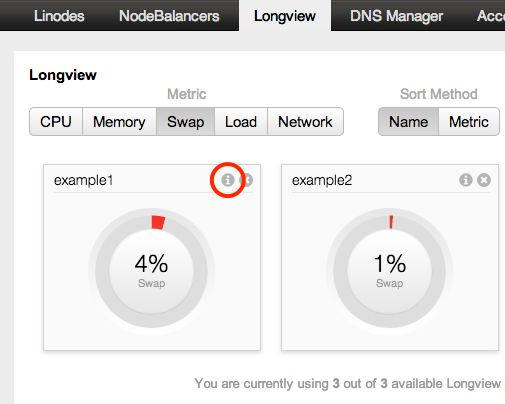 Linodes NodeBalancers Longview DNS Manager
Longview
Metric Sort Method
CPU Memory Swap Load Network Name Metric
example1 i example2 i
4% 1%
Swap Swap
You are currently using 3 out of 3 available Longview